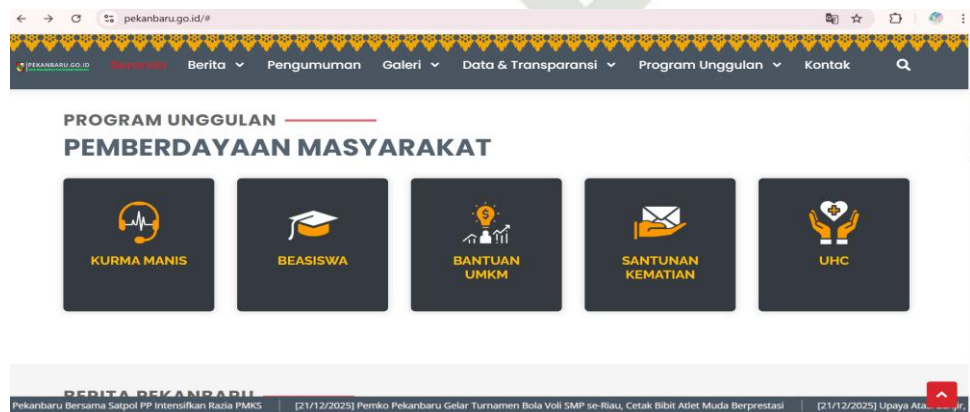 pekanbaru.go.id/#
PEKANBARU.GO.ID Beranda Berita Pengumuman Galeri Data & Transparansi Program Unggulan Kontak
PROGRAM UNGGULAN
PEMBERDAYAAN MASYARAKAT
KURMA MANIS
BEASISWA
BANTUAN
UMKM
SANTUNAN
KEMATIAN
UHC
BERITA PEKANBARU
Pekanbaru Bersama Satpol PP Intensifkan Razia PMKS [21/12/2025] Pemko Pekanbaru Gelar Turnamen Bola Voli SMP se-Riau, Cetak Bibit Atlet Muda Berprestasi [21/12/2025] Upaya